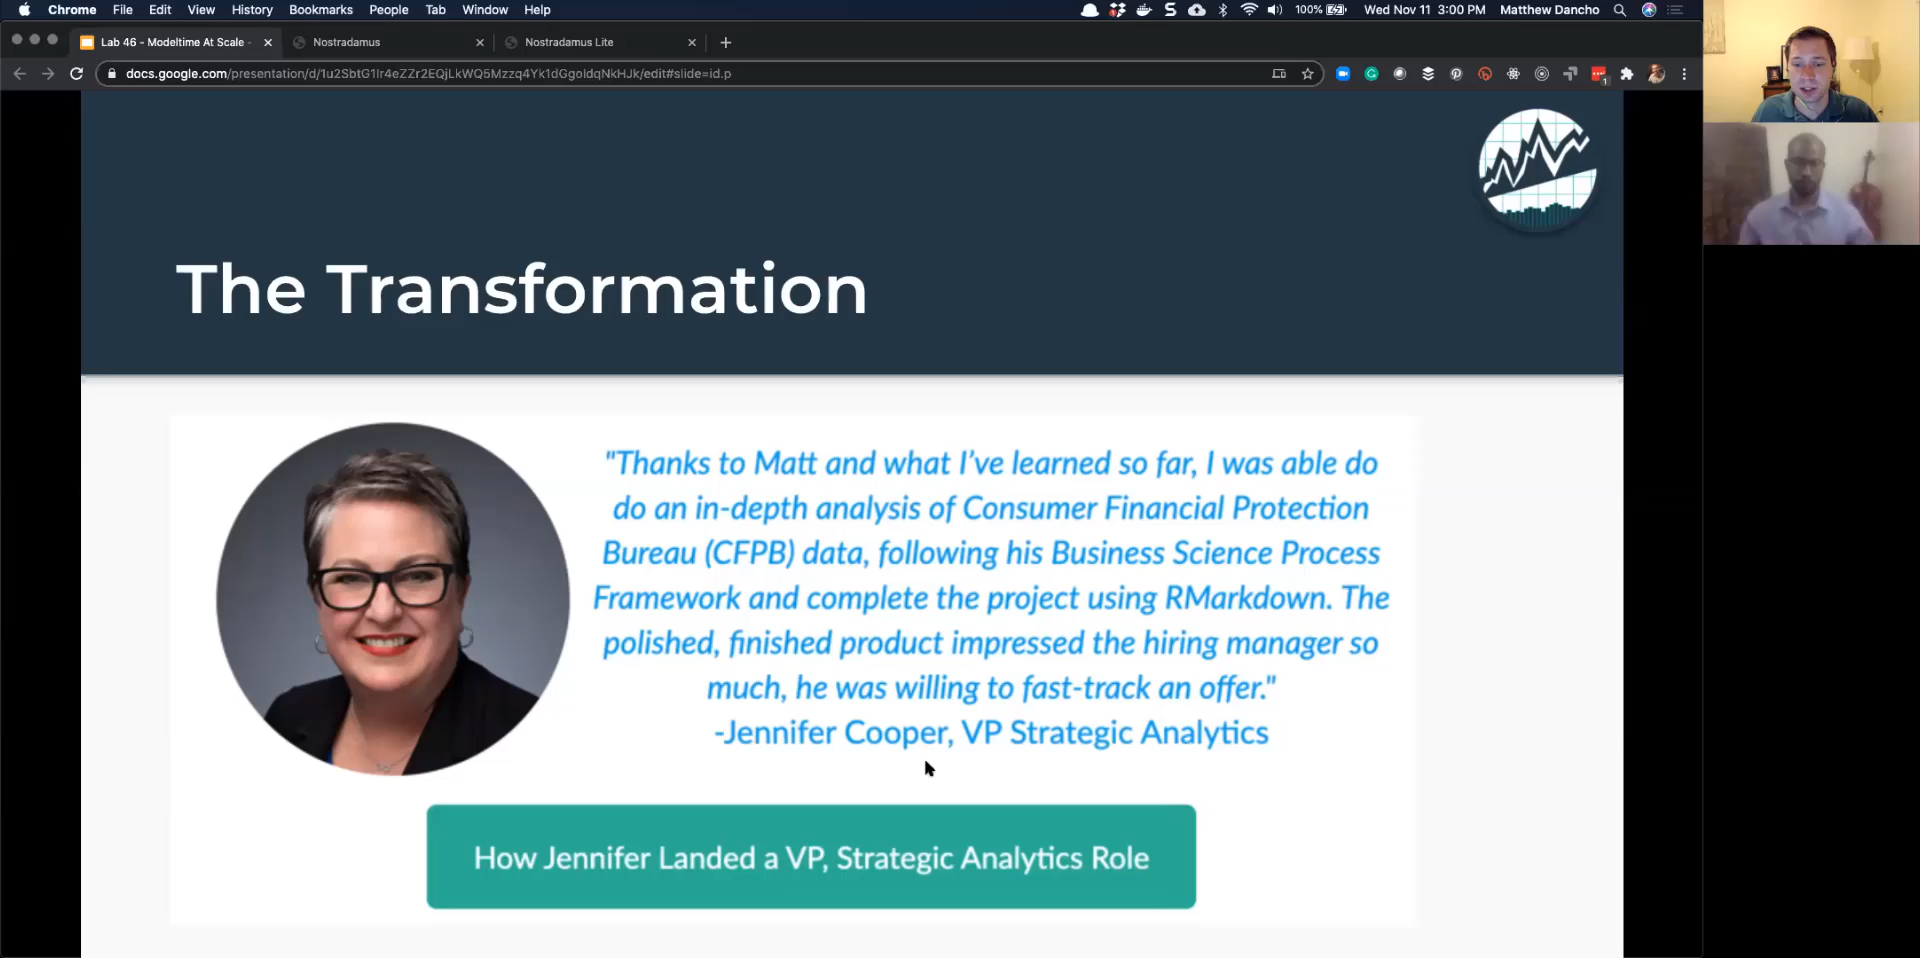 Chrome File Edit View History Bookmarks People Tab Window Help 100% Wed Nov 11 3:00 PM Matthew Dancho
Lab 46 - Modeltime At Scale - Nostradamus Nostradamus Lite
docs.google.com/presentation/d/1u2SbtG1Ir4eZZr2EQjLkWQ5Mzzq4Yk1dGgoldqNkHJk/edit#slide=id.p
The Transformation
"Thanks to Matt and what I've learned so far, I was able do
do an in-depth analysis of Consumer Financial Protection
Bureau (CFPB) data, following his Business Science Process
Framework and complete the project using RMarkdown. The
polished, finished product impressed the hiring manager so
much, he was willing to fast-track an offer."
-Jennifer Cooper, VP Strategic Analytics
How Jennifer Landed a VP, Strategic Analytics Role